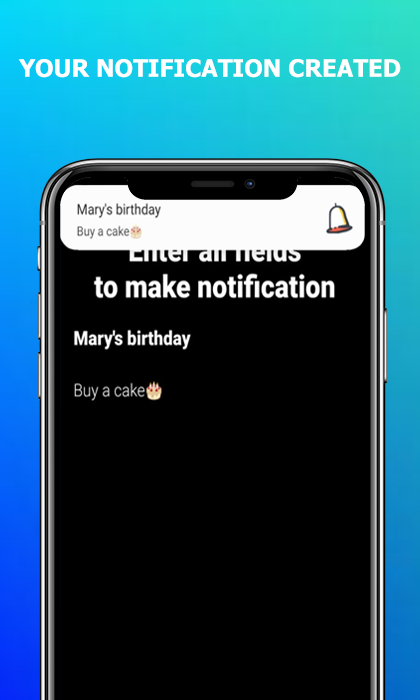 YOUR NOTIFICATION CREATED
Mary's birthday
Buy a cake🎂
Enter all fields
to make notification
Mary's birthday
Buy a cake🎂